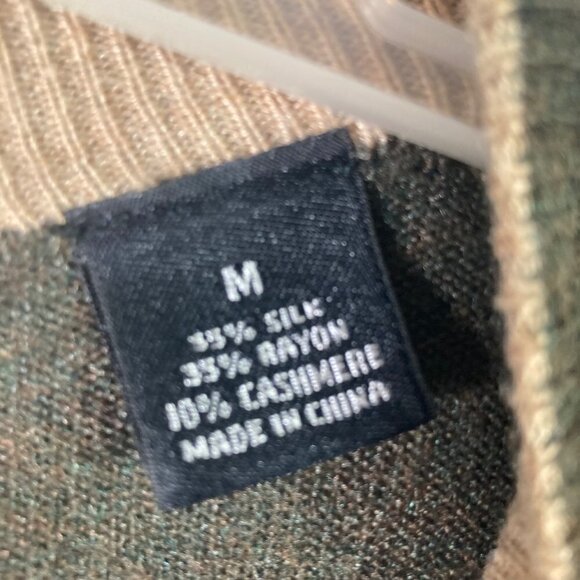 M
55% SILK
35% RAYON
10% CASHMERE
MADE IN CHINA